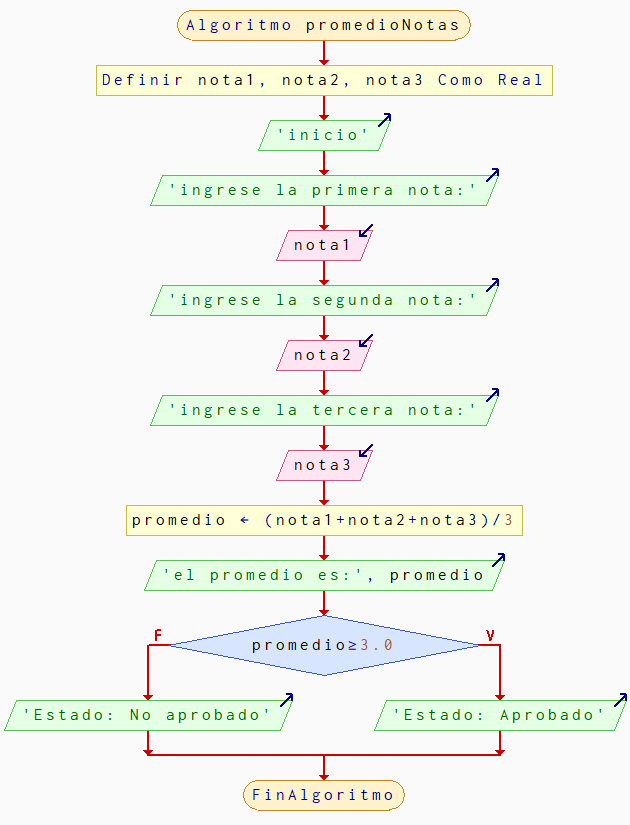 Algoritmo promedioNotas
Definir nota1, nota2, nota3 Como Real
'inicio'
'ingrese la primera nota:'
nota1
'ingrese la segunda nota:'
nota2
'ingrese la tercera nota:'
nota3
promedio ← (nota1+nota2+nota3)/3
'el promedio es:', promedio
F
V
promedio≥3.0
'Estado: No aprobado'
'Estado: Aprobado'
FinAlgoritmo